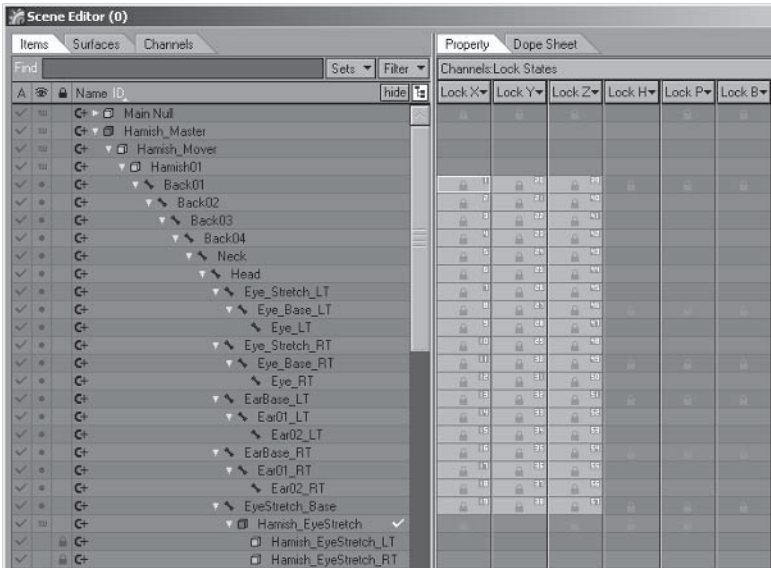 Scene Editor (0)
Items Surfaces Channels
Property Dope Sheet
Find Sets Filter
Channels:Lock States
A Name ID hide
Lock X Lock Y Lock Z Lock H Lock P Lock B
Main Null
Hamish_Master
Hamish_Mover
Hamish01
Back01
Back02
Back03
Back04
Neck
Head
Eye_Stretch_LT
Eye_Base_LT
Eye_LT
Eye_Stretch_RT
Eye_Base_RT
Eye_RT
EarBase_LT
Ear01_LT
Ear02_LT
EarBase_RT
Ear01_RT
Ear02_RT
EyeStretch_Base
Hamish_EyeStretch
Hamish_EyeStretch_LT
Hamish_EyeStretch_RT